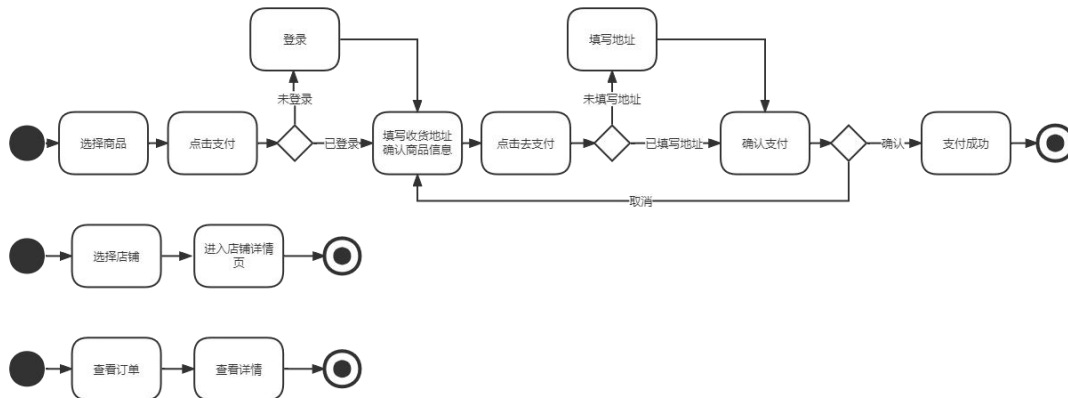 登录
填写地址
未登录
未填写地址
选择商品
点击支付
已登录
填写收货地址
确认商品信息
点击去支付
已填写地址
确认支付
确认
支付成功
取消
选择店铺
进入店铺详情
页
查看订单
查看详情